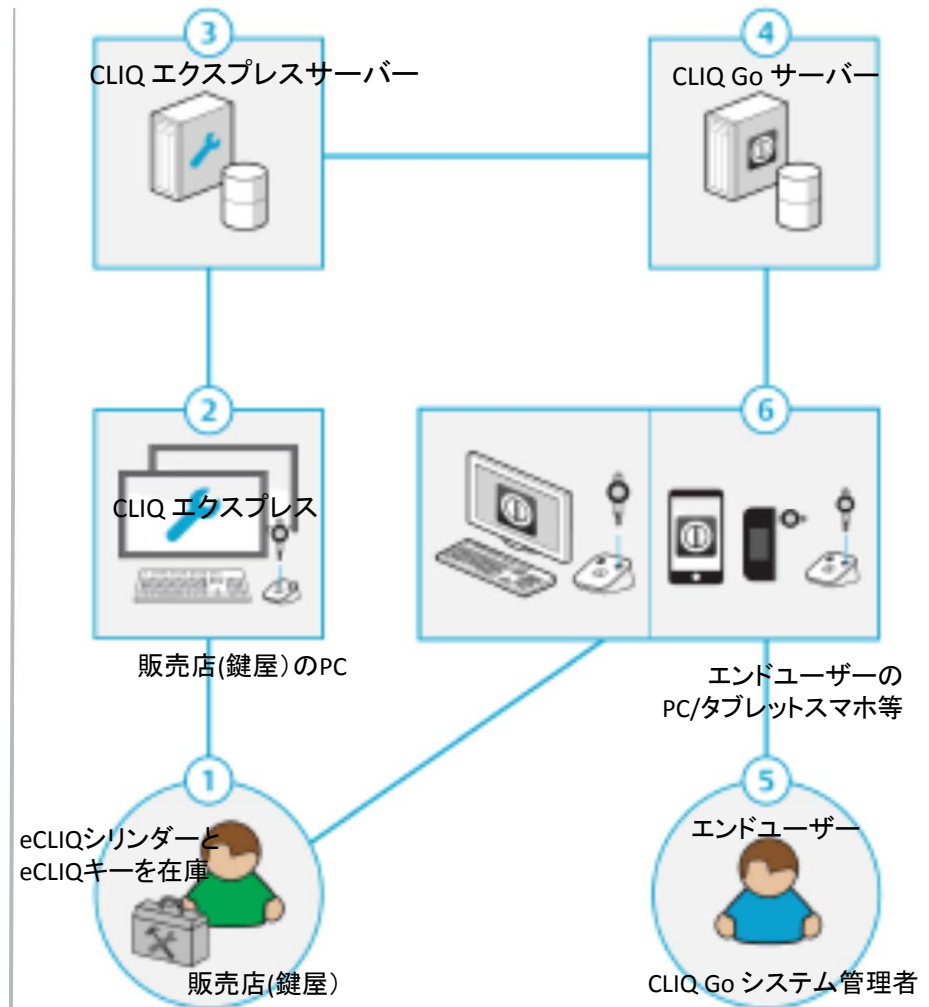 3
CLIQ エクスプレスサーバー
4
CLIQ Go サーバー
2
CLIQ エクスプレス
販売店(鍵屋）のPC
6
エンドユーザーの
PC/タブレットスマホ等
1
eCLIQシリンダーと
eCLIQキーを在庫
販売店(鍵屋）
5
エンドユーザー
CLIQ Go システム管理者